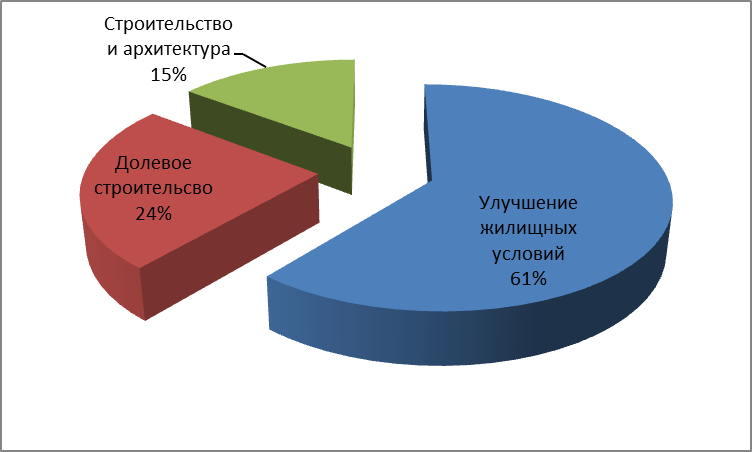 Строительство
и архитектура
15%
Долевое
строительсво
24%
Улучшение
жилищных
условий
61%